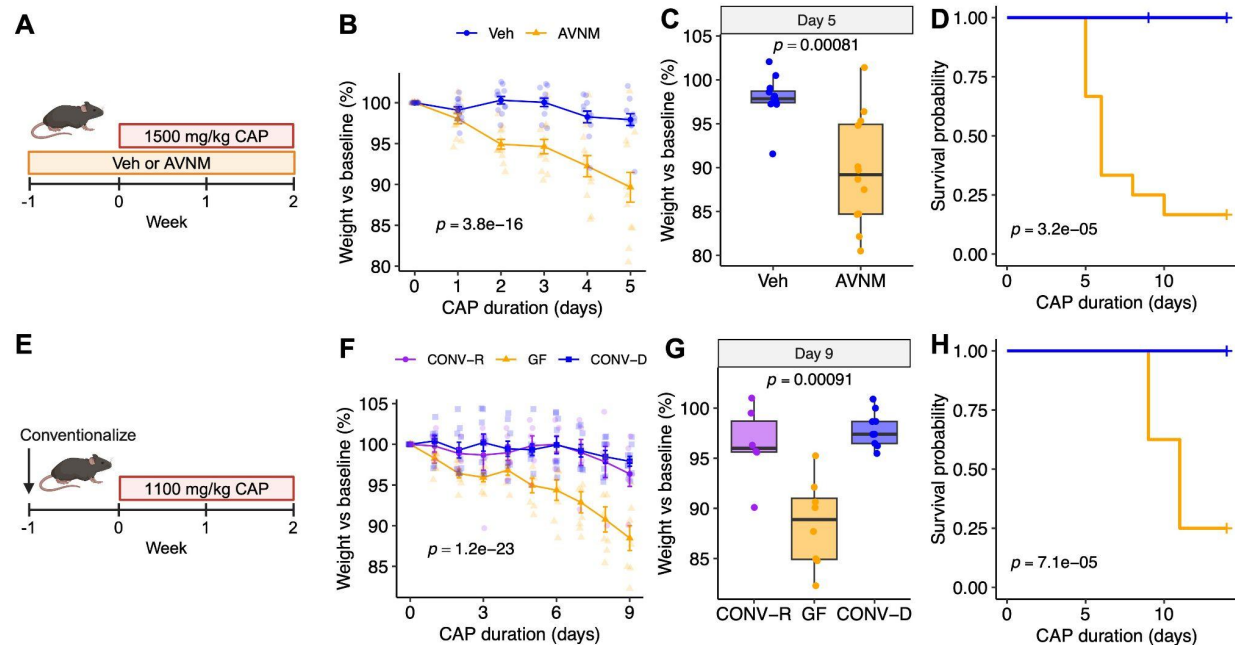 A
1500 mg/kg CAP
Veh or AVNM
-1 0 1 2
Week
B
Veh AVNM
Weight vs baseline (%)
100
95
90
85
80
p = 3.8e−16
0 1 2 3 4 5
CAP duration (days)
C
Day 5
p = 0.00081
Weight vs baseline (%)
105
100
95
90
85
80
Veh AVNM
D
Survival probability
1.00
0.75
0.50
0.25
0.00
p = 3.2e−05
0 5 10
CAP duration (days)
E
Conventionalize
1100 mg/kg CAP
-1 0 1 2
Week
F
CONV−R GF CONV−D
Weight vs baseline (%)
105
100
95
90
85
p = 1.2e−23
0 3 6 9
CAP duration (days)
G
Day 9
p = 0.00091
Weight vs baseline (%)
100
95
90
85
CONV−R GF CONV−D
H
Survival probability
1.00
0.75
0.50
0.25
0.00
p = 7.1e−05
0 5 10
CAP duration (days)